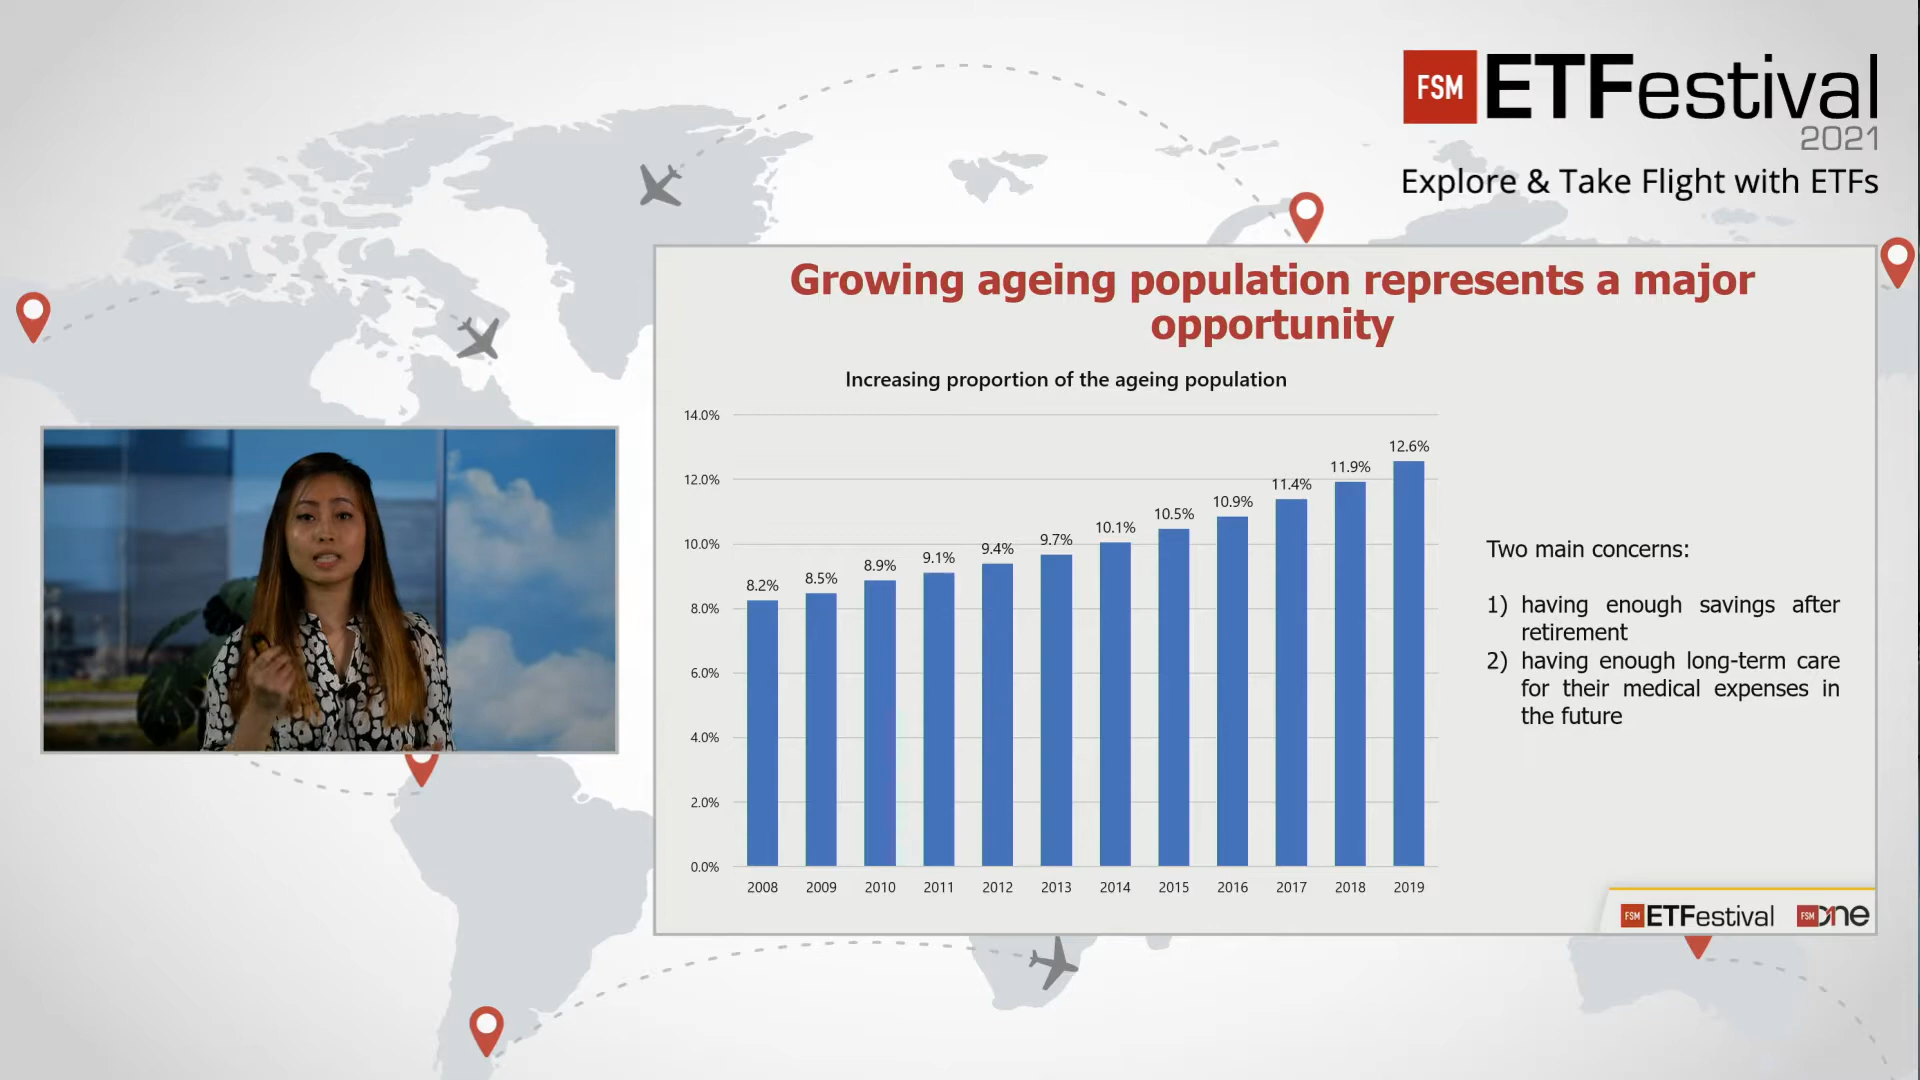 FSM ETFestival
2021
Explore & Take Flight with ETFs
Growing ageing population represents a major
opportunity
Increasing proportion of the ageing population
14.0%
12.0%
10.0%
8.0%
6.0%
4.0%
2.0%
0.0%
8.2%
8.5%
8.9%
9.1%
9.4%
9.7%
10.1%
10.5%
10.9%
11.4%
11.9%
12.6%
2008 2009 2010 2011 2012 2013 2014 2015 2016 2017 2018 2019
Two main concerns:
1) having enough savings after
retirement
2) having enough long-term care
for their medical expenses in
the future
FSM ETFestival FSM One